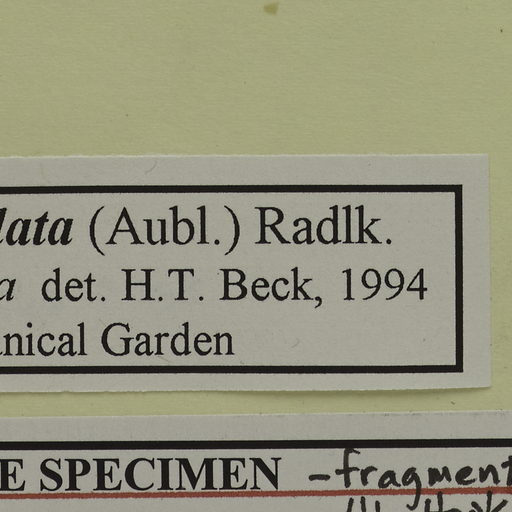 lata (Aubl.) Radlk.
a det. H.T. Beck, 1994
anical Garden
E SPECIMEN -fragment